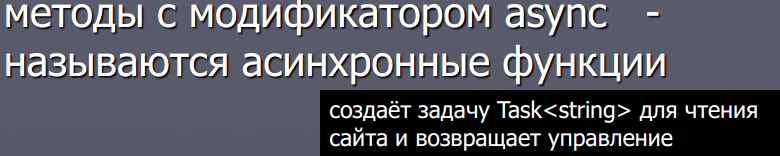 методы с модификатором async -
называются асинхронные функции
создаёт задачу Task<string> для чтения
сайта и возвращает управление